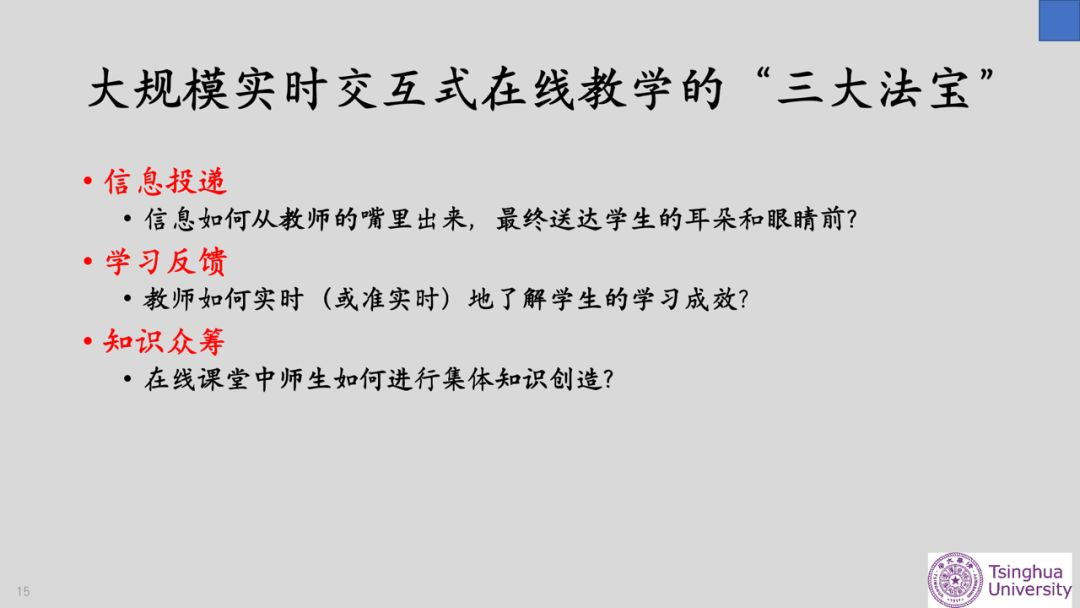 大规模实时交互式在线教学的“三大法宝”
• 信息投递
• 信息如何从教师的嘴里出来，最终送达学生的耳朵和眼睛前？
• 学习反馈
• 教师如何实时（或准实时）地了解学生的学习成效？
• 知识众筹
• 在线课堂中师生如何进行集体知识创造？
15
Tsinghua
University